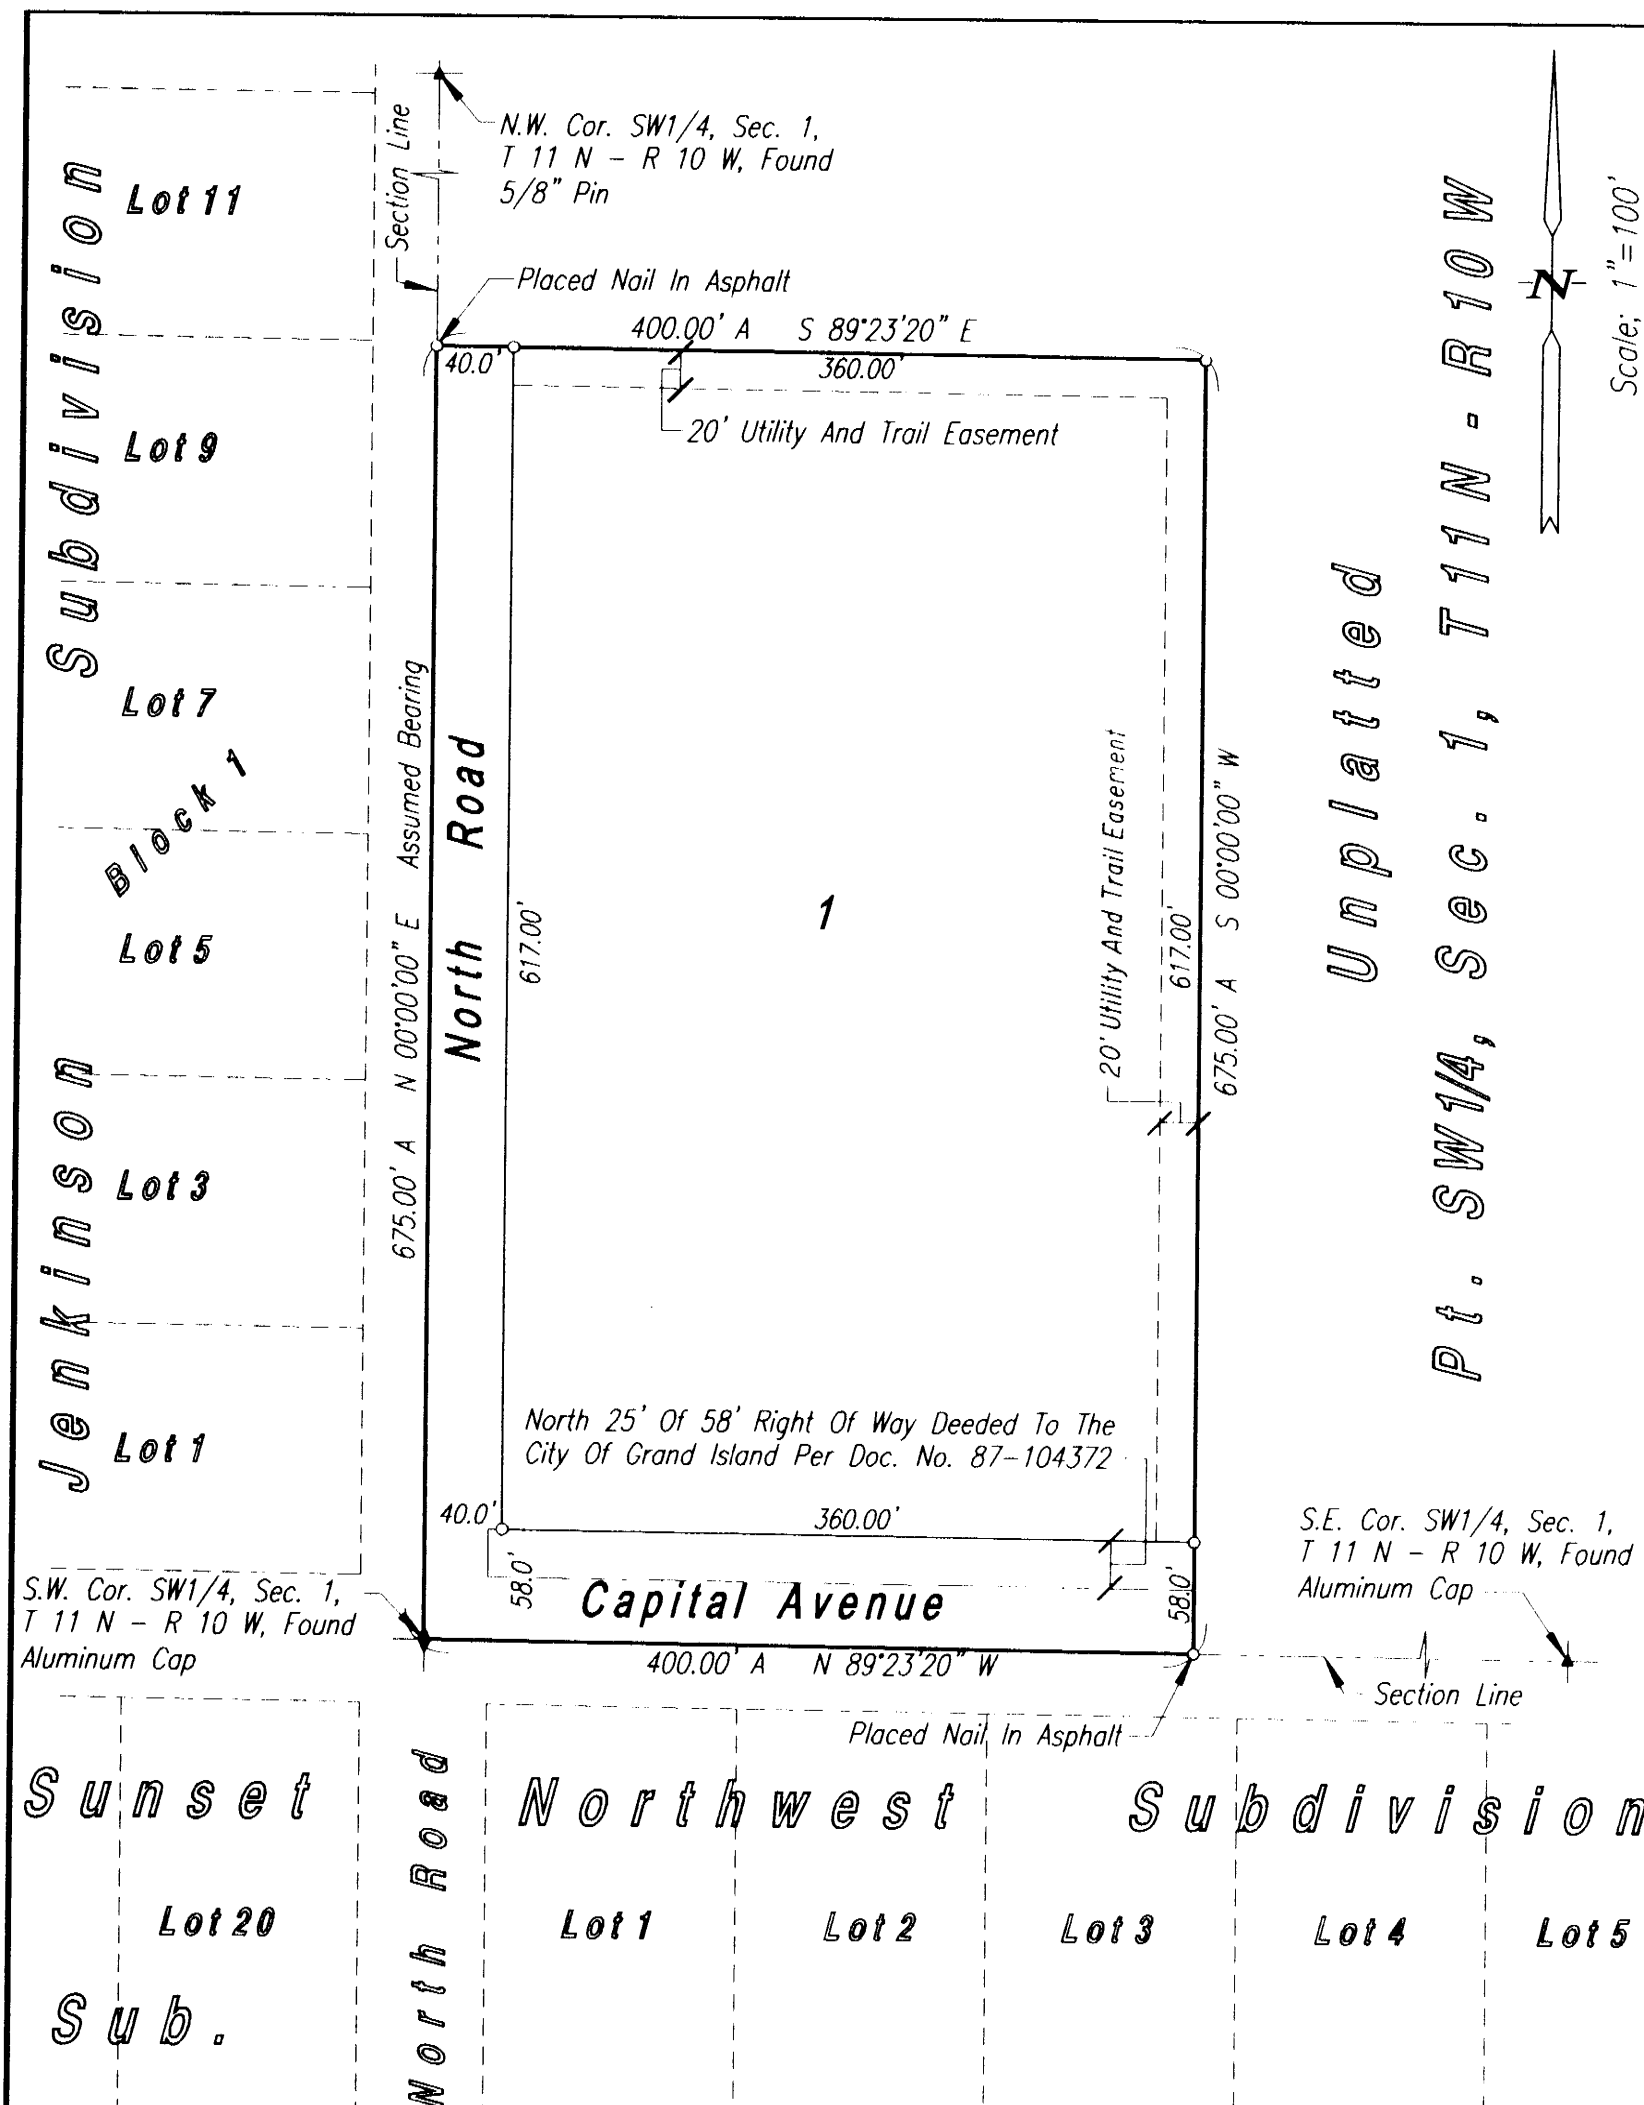 N.W. Cor. SW1/4, Sec. 1,
T 11 N - R 10 W, Found
5/8" Pin
Section Line
Placed Nail In Asphalt
400.00' A S 89°23'20" E
40.0'
360.00'
20' Utility And Trail Easement
N
Scale; 1"=100'
Jenkinson Subdivision
Lot 11
Lot 9
Lot 7
Block 1
Lot 5
Lot 3
Lot 1
675.00' A N 00°00'00" E Assumed Bearing
North Road
617.00'
1
20' Utility And Trail Easement
617.00'
675.00' A S 00°00'00" W
Unplatted
Pt. SW1/4, Sec. 1, T11N-R10W
North 25' Of 58' Right Of Way Deeded To The
City Of Grand Island Per Doc. No. 87-104372
40.0'
360.00'
58.0'
Capital Avenue
58.0'
400.00' A N 89°23'20" W
S.W. Cor. SW1/4, Sec. 1,
T 11 N - R 10 W, Found
Aluminum Cap
S.E. Cor. SW1/4, Sec. 1,
T 11 N - R 10 W, Found
Aluminum Cap
Section Line
Placed Nail In Asphalt
Sunset
Lot 20
Sub.
North Road
Northwest Subdivision
Lot 1
Lot 2
Lot 3
Lot 4
Lot 5